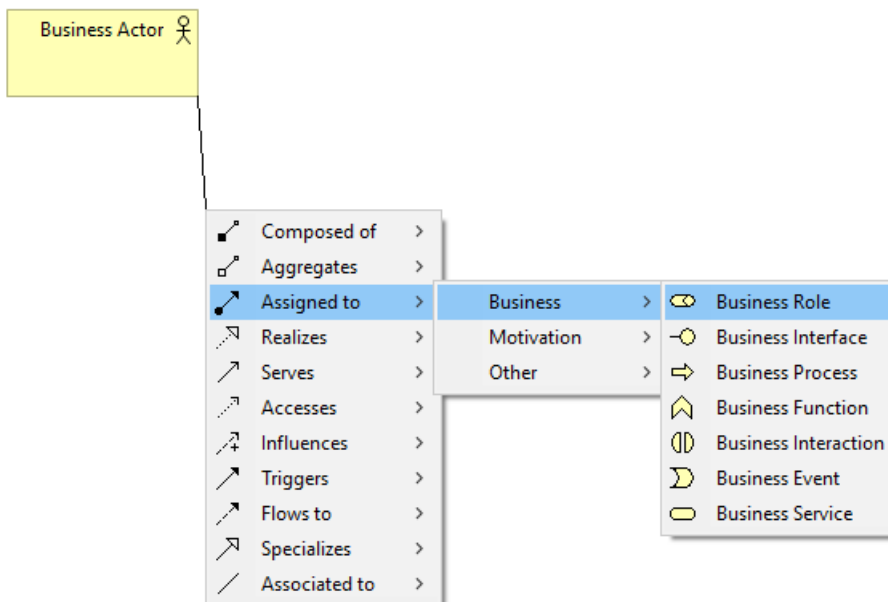 Business Actor
Composed of
Aggregates
Assigned to
Realizes
Serves
Accesses
Influences
Triggers
Flows to
Specializes
Associated to
Business
Motivation
Other
Business Role
Business Interface
Business Process
Business Function
Business Interaction
Business Event
Business Service